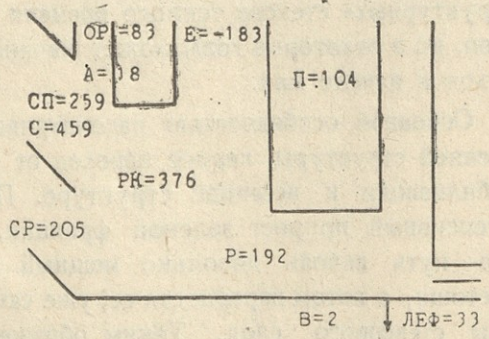 ОР=83 Е=-183
А=18 П=104
СП=259
С=459
РК=376
СР=205
Р=192
В=2 ЛЕФ=33